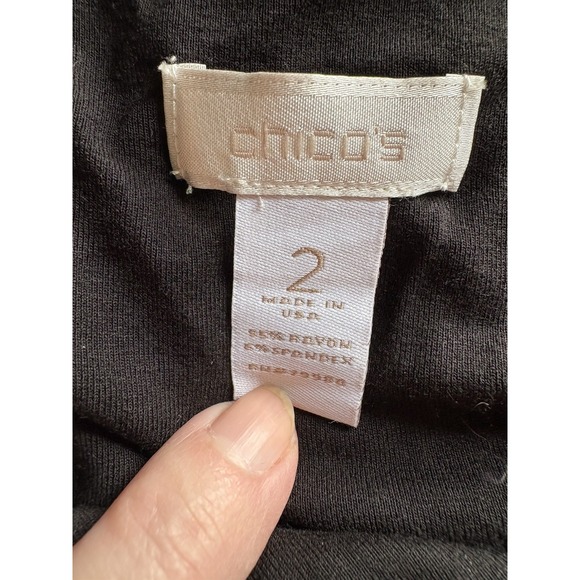 chico's
2
MADE IN
USA
95% RAYON
5% SPANDEX